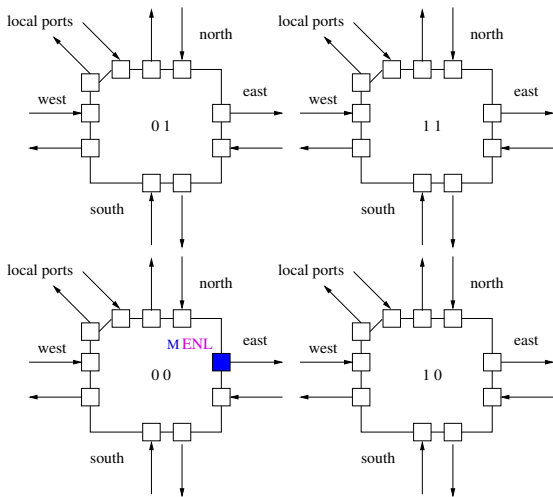 local ports
north
west
east
0 1
south
local ports
north
west
east
1 1
south
local ports
north
M ENL
west
east
0 0
south
local ports
north
west
east
1 0
south